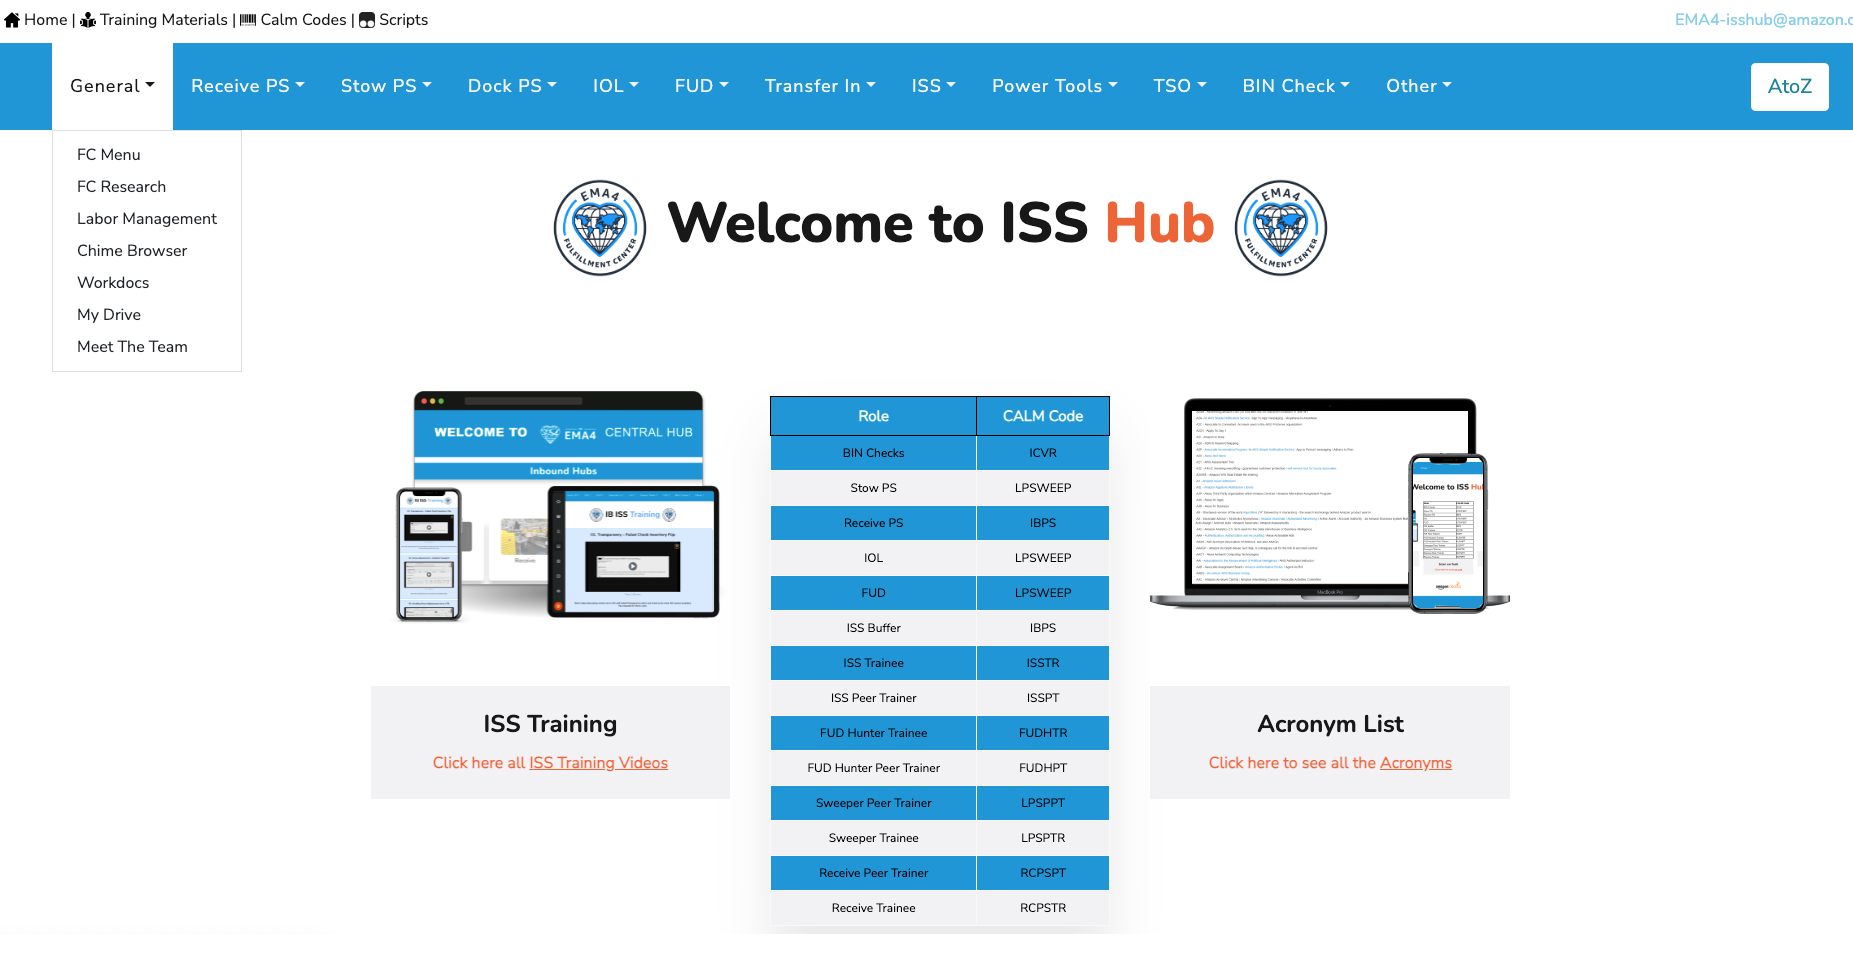 Home | Training Materials | Calm Codes | Scripts
EMA4-isshub@amazon.c
General Receive PS Stow PS Dock PS IOL FUD Transfer In ISS Power Tools TSO BIN Check Other AtoZ
FC Menu
FC Research
Labor Management
Chime Browser
Workdocs
My Drive
Meet The Team
EMA4 FULFILLMENT CENTER
Welcome to ISS Hub
EMA4 FULFILLMENT CENTER
WELCOME TO EMA4 CENTRAL HUB
Inbound Hubs
IB ISS Training
Welcome to ISS Hu
MacBook Pro
ISS Training
Click here all ISS Training Videos
Role CALM Code
BIN Checks ICVR
Stow PS LPSWEEP
Receive PS IBPS
IOL LPSWEEP
FUD LPSWEEP
ISS Buffer IBPS
ISS Trainee ISSTR
ISS Peer Trainer ISSPT
FUD Hunter Trainee FUDHTR
FUD Hunter Peer Trainer FUDHPT
Sweeper Peer Trainer LPSPPT
Sweeper Trainee LPSPTR
Receive Peer Trainer RCPSPT
Receive Trainee RCPSTR
Acronym List
Click here to see all the Acronyms